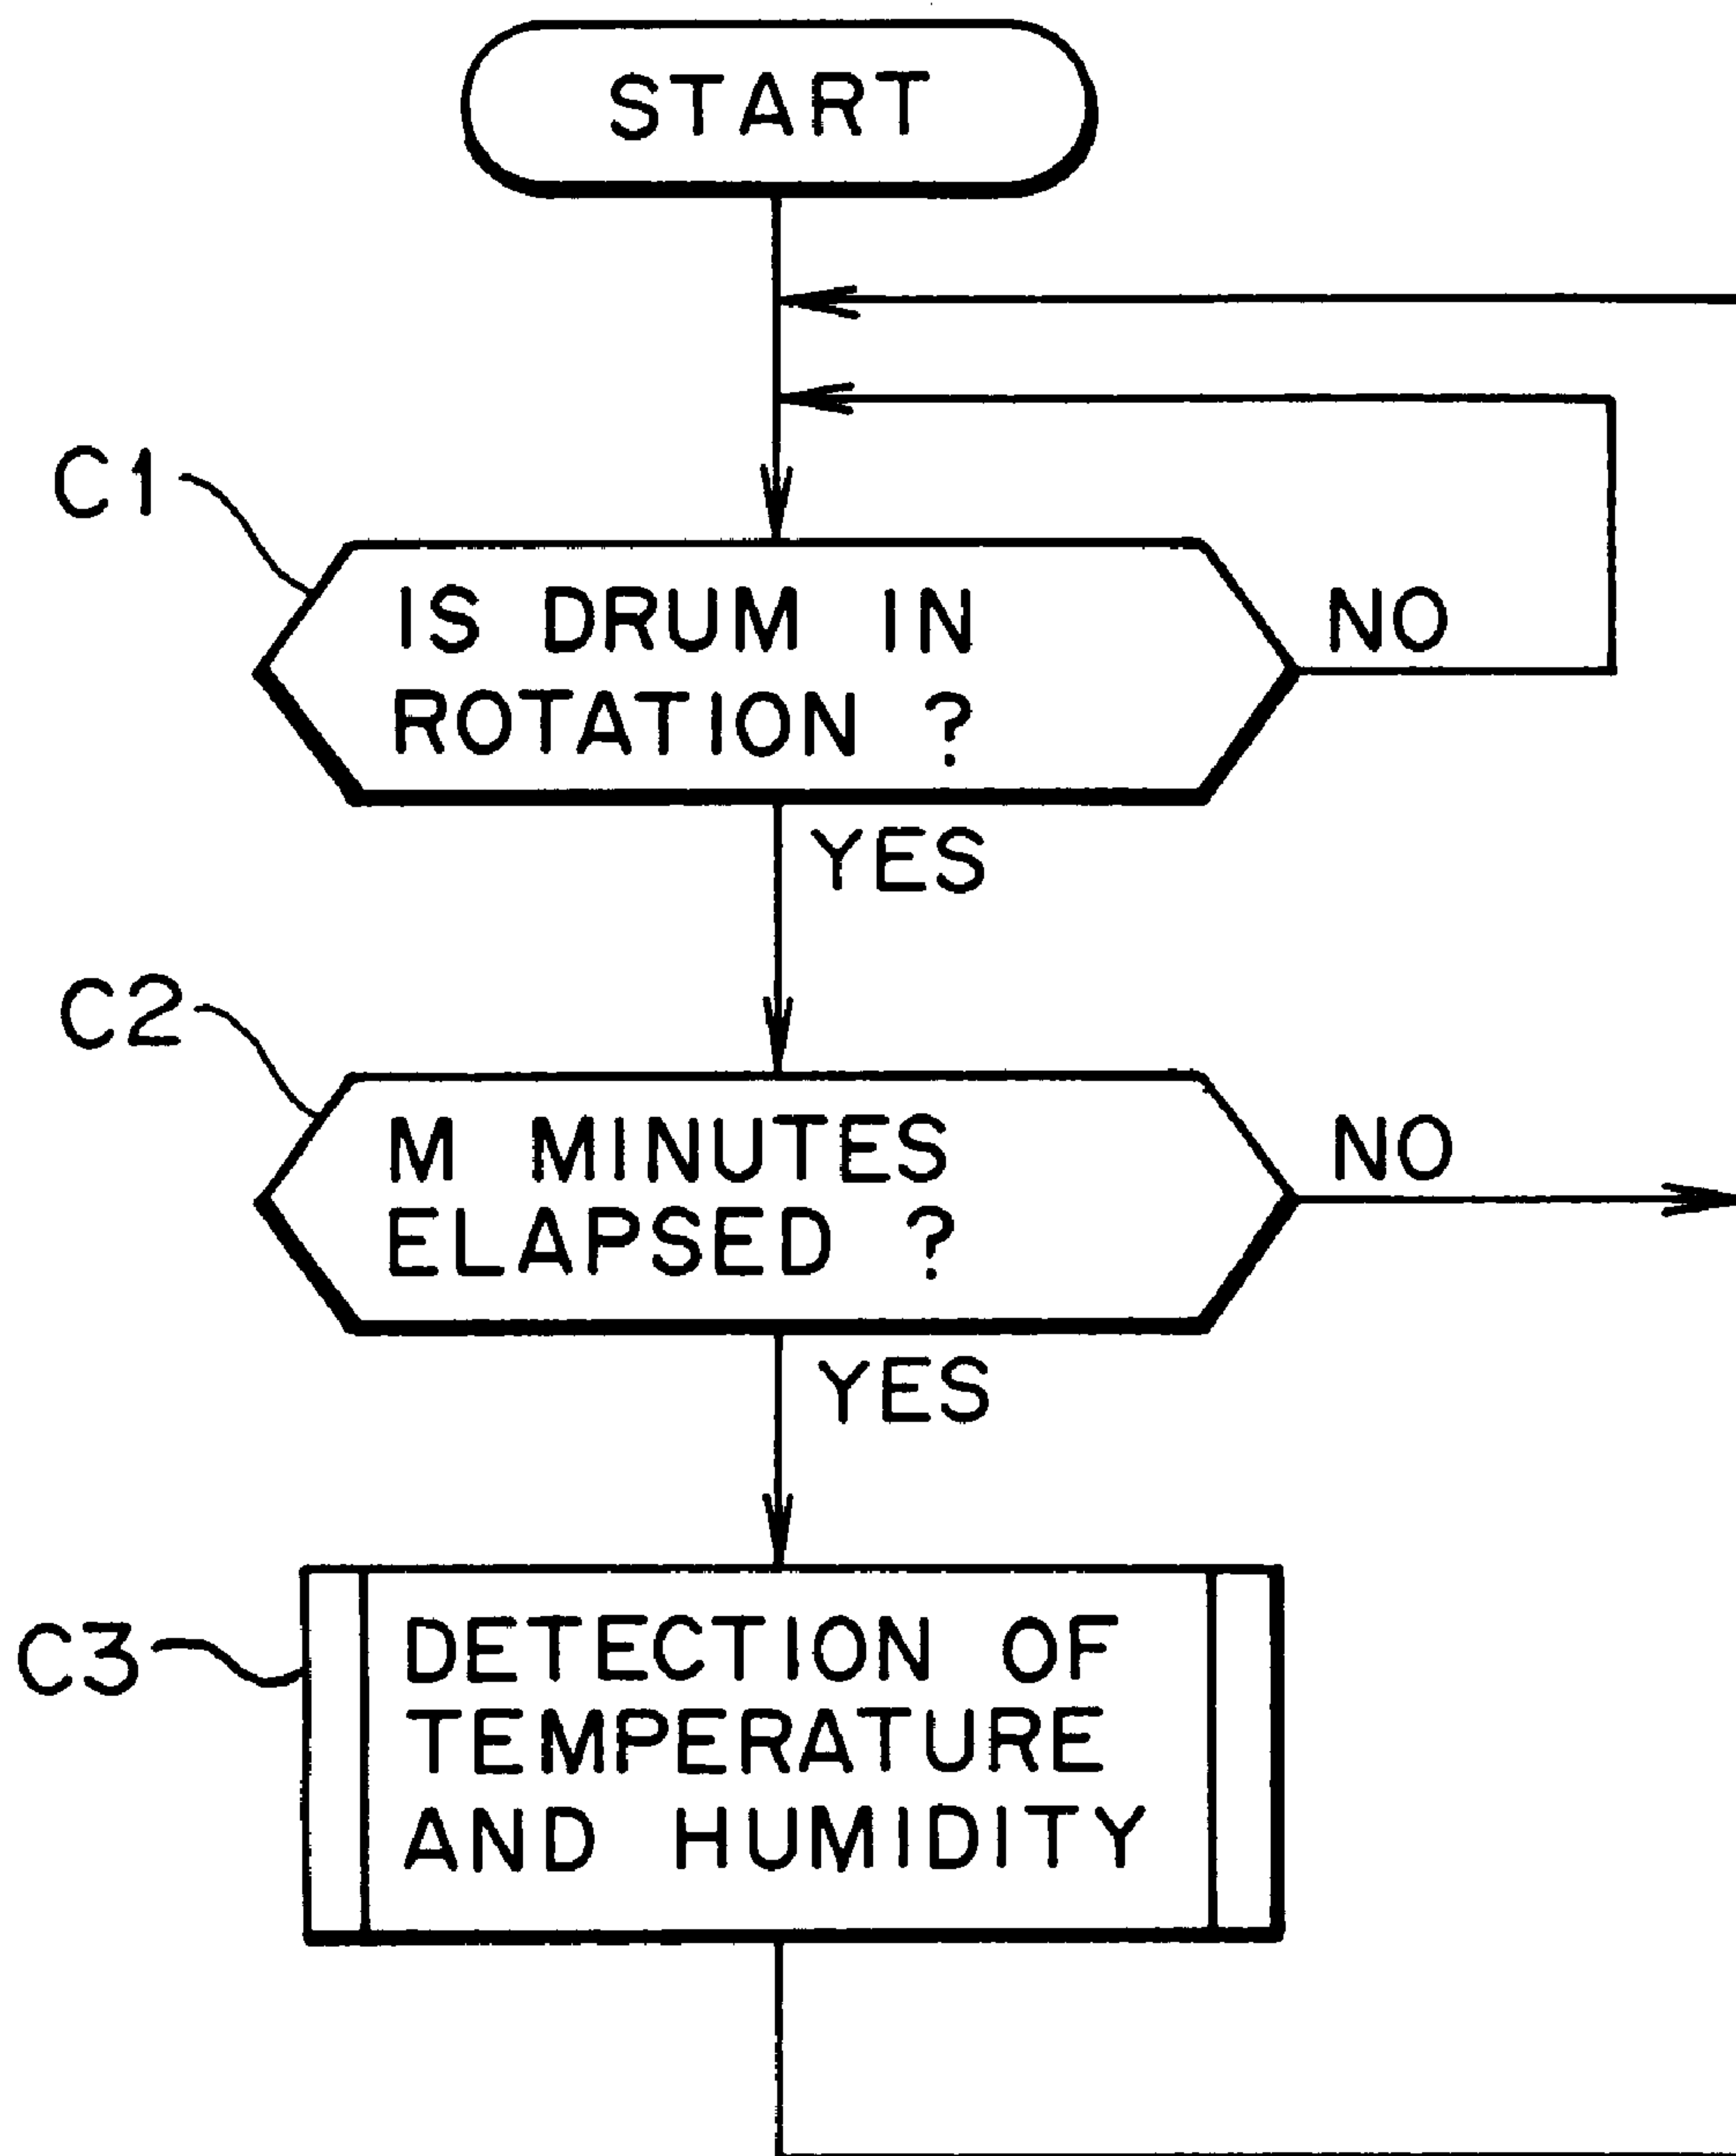 START
C1
IS DRUM IN
ROTATION ?
NO
YES
C2
M MINUTES
ELAPSED ?
NO
YES
C3
DETECTION OF
TEMPERATURE
AND HUMIDITY